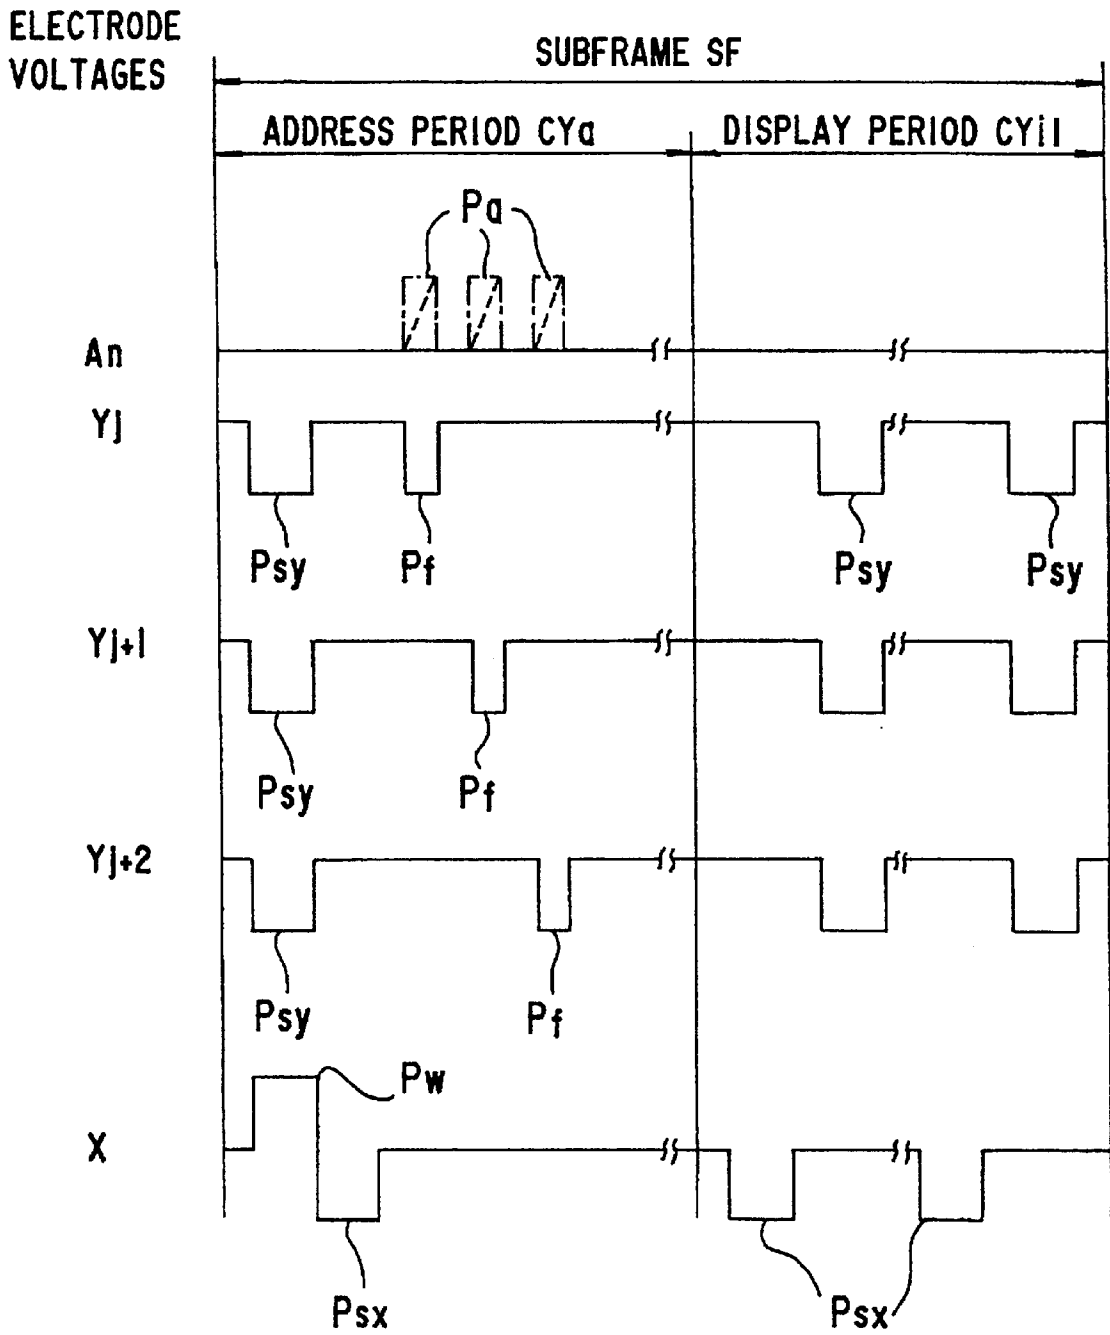 ELECTRODE
VOLTAGES
SUBFRAME SF
ADDRESS PERIOD CYa
DISPLAY PERIOD CYil
Pa
An
Yj
Psy
Pf
Psy
Psy
Yj+1
Psy
Pf
Yj+2
Psy
Pf
Pw
X
Psx
Psx